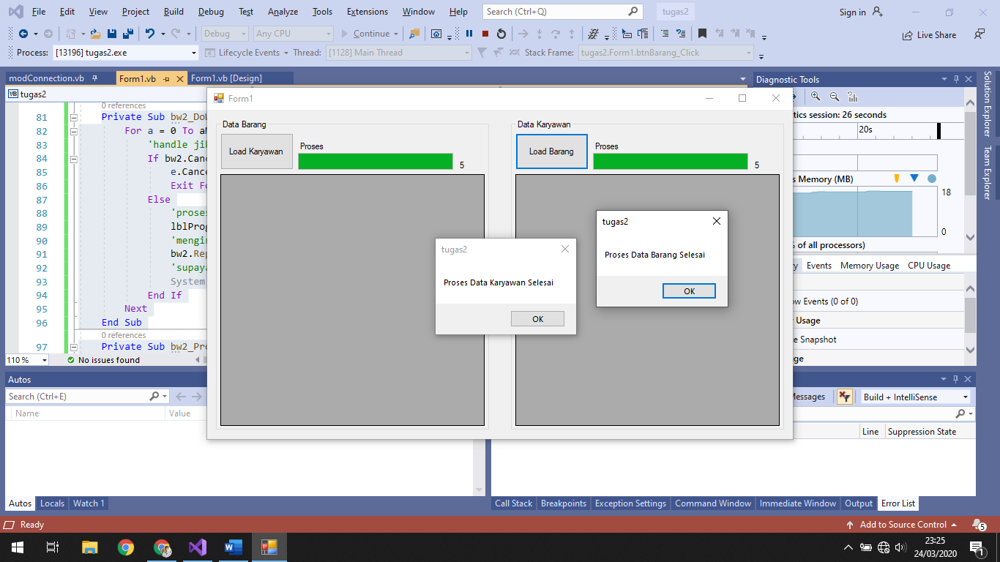 File Edit View Project Build Debug Test Analyze Tools Extensions Window Help Search (Ctrl+Q) tugas2 Sign in
Debug Any CPU Continue Live Share
Process: [13196] tugas2.exe Lifecycle Events Thread: [1128] Main Thread Stack Frame: tugas2.Form1.btnBarang_Click
modConnection.vb Form1.vb Form1.vb [Design]
VB tugas2
0 references
81 Private Sub bw2_DoW
82 For a = 0 To
83 'handle
84 If bw2.Canc
85 e.Cance
86 Exit Fo
87 Else
88 'proses
89 lblProg
90 'mengin
91 bw2.Rep
92 'supaya
93 System
94 End If
95 Next
96 End Sub
0 references
97 Private Sub bw2_Pro
110 % No issues found
Form1
Data Barang
Load Karyawan
Proses
5
Data Karyawan
Load Barang
Proses
5
tugas2
Proses Data Karyawan Selesai
OK
tugas2
Proses Data Barang Selesai
OK
Diagnostic Tools
tics session: 26 seconds
20s
s Memory (MB)
18
0
% of all processors)
Events Memory Usage CPU Usage
ow Events (0 of 0)
Usage
e Snapshot
ge
Solution Explorer
Team Explorer
Autos
Search (Ctrl+E)
Name Value
Messages Build + IntelliSense
Line Suppression State
Autos Locals Watch 1
Call Stack Breakpoints Exception Settings Command Window Immediate Window Output Error List
Ready Add to Source Control 5
23:25
24/03/2020
1